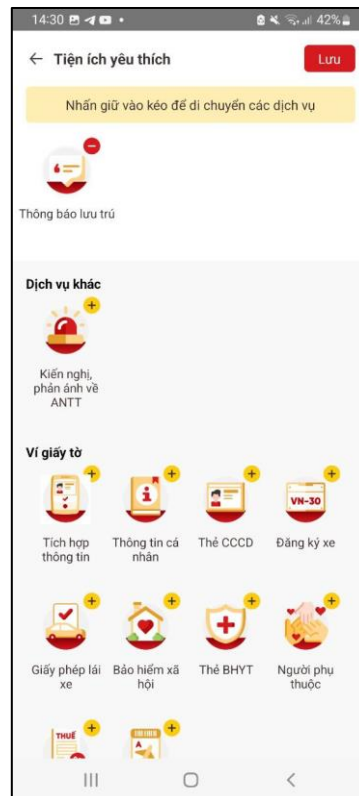 14:30
42%
Tiện ích yêu thích
Lưu
Nhấn giữ vào kéo để di chuyển các dịch vụ
Thông báo lưu trú
Dịch vụ khác
Kiến nghị,
phản ánh về
ANTT
Ví giấy tờ
VN-30
Tích hợp
thông tin
Thông tin cá
nhân
Thẻ CCCD
Đăng ký xe
Giấy phép lái
xe
Bảo hiểm xã
hội
Thẻ BHYT
Người phụ
thuộc
THUẾ
A